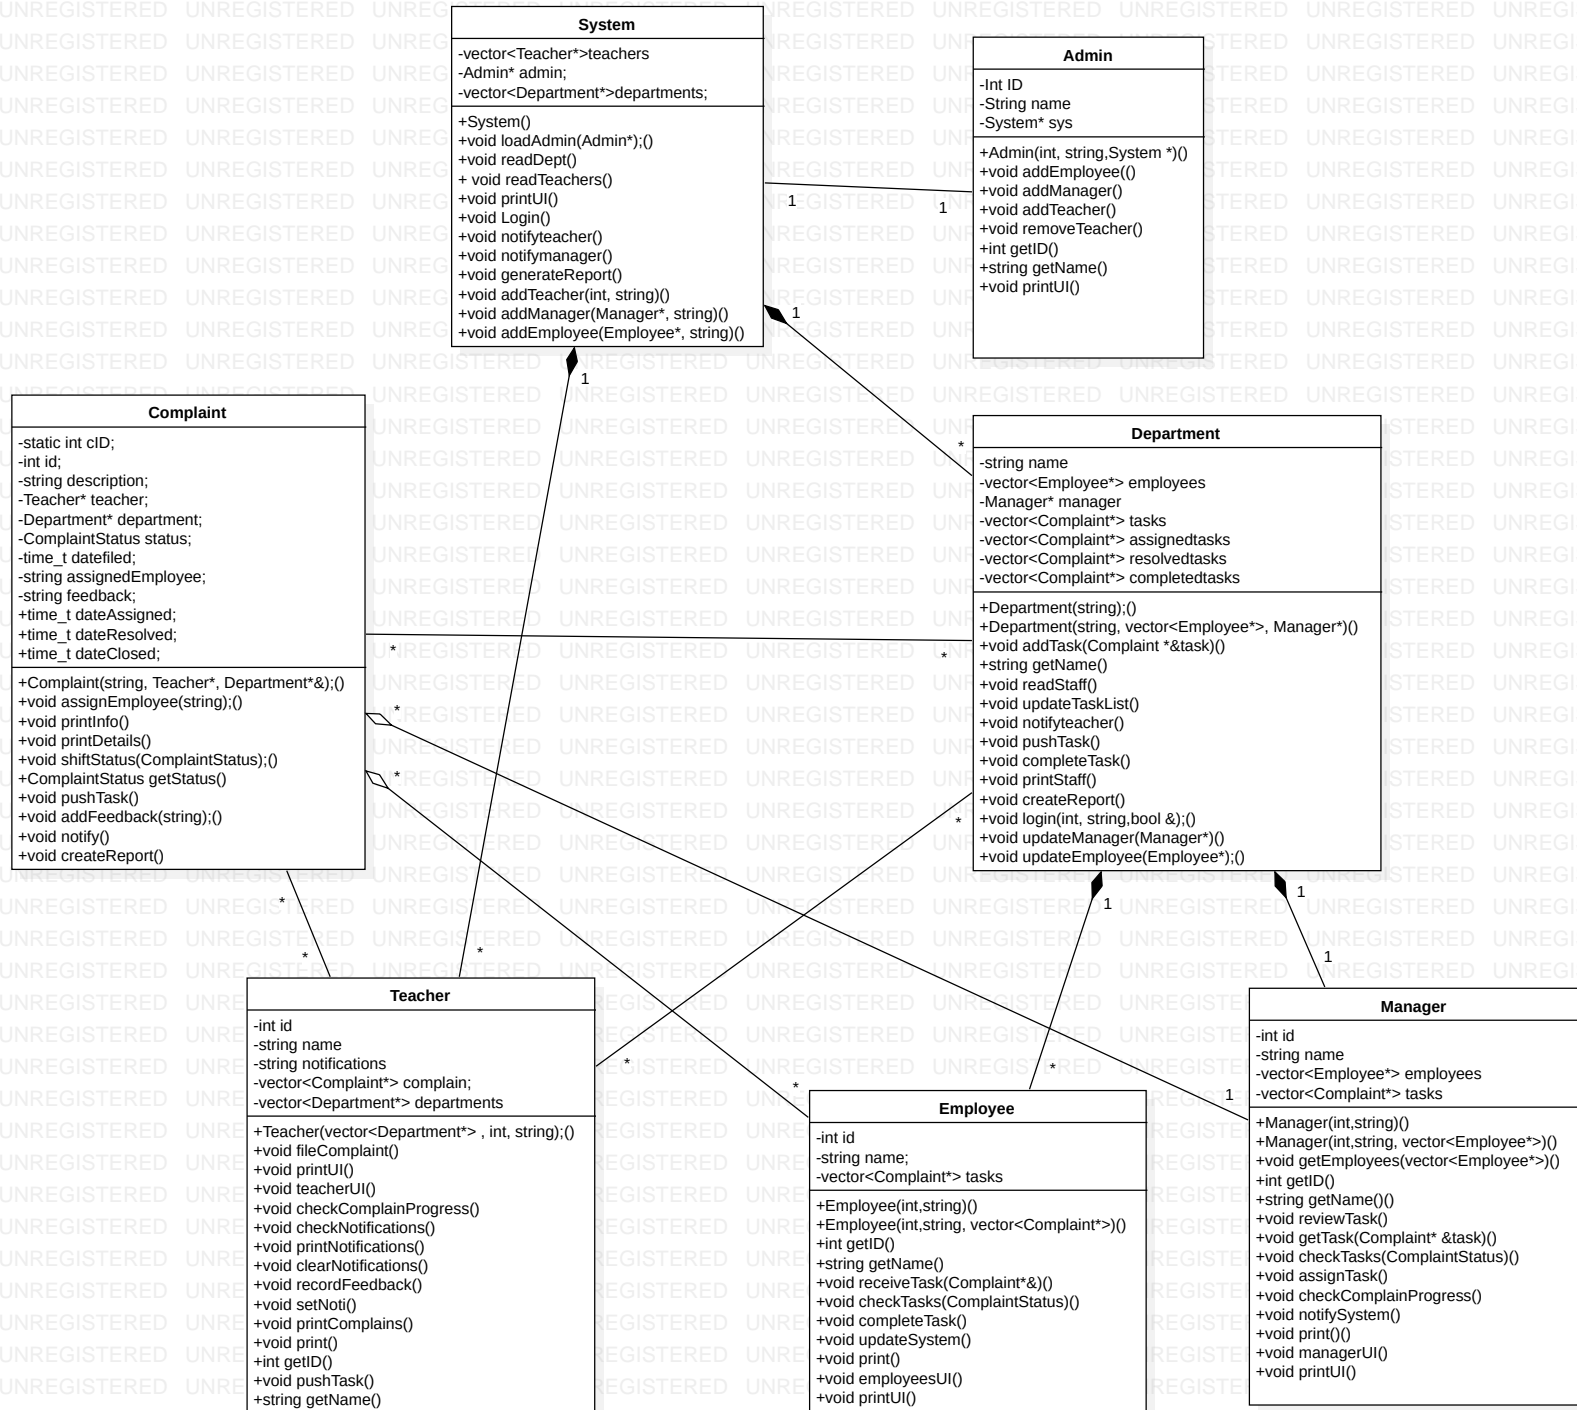 System
-vector<Teacher*>teachers
-Admin* admin;
-vector<Department*>departments;
+System()
+void loadAdmin(Admin*);()
+void readDept()
+ void readTeachers()
+void printUI()
+void Login()
+void notifyteacher()
+void notifymanager()
+void generateReport()
+void addTeacher(int, string)()
+void addManager(Manager*, string)()
+void addEmployee(Employee*, string)()
Admin
-Int ID
-String name
-System* sys
+Admin(int, string,System *)()
+void addEmployee(()
+void addManager()
+void addTeacher()
+void removeTeacher()
+int getID()
+string getName()
+void printUI()
1
1
1
*
1
*
Complaint
-static int cID;
-int id;
-string description;
-Teacher* teacher;
-Department* department;
-ComplaintStatus status;
-time_t datefiled;
-string assignedEmployee;
-string feedback;
+time_t dateAssigned;
+time_t dateResolved;
+time_t dateClosed;
+Complaint(string, Teacher*, Department*&);()
+void assignEmployee(string);()
+void printInfo()
+void printDetails()
+void shiftStatus(ComplaintStatus);()
+ComplaintStatus getStatus()
+void pushTask()
+void addFeedback(string);()
+void notify()
+void createReport()
Department
-string name
-vector<Employee*> employees
-Manager* manager
-vector<Complaint*> tasks
-vector<Complaint*> assignedtasks
-vector<Complaint*> resolvedtasks
-vector<Complaint*> completedtasks
+Department(string);()
+Department(string, vector<Employee*>, Manager*)()
+void addTask(Complaint *&task)()
+string getName()
+void readStaff()
+void updateTaskList()
+void notifyteacher()
+void pushTask()
+void completeTask()
+void printStaff()
+void createReport()
+void login(int, string,bool &);()
+void updateManager(Manager*)()
+void updateEmployee(Employee*);()
*
*
*
*
*
*
*
*
*
1
*
1
*
1
1
Teacher
-int id
-string name
-string notifications
-vector<Complaint*> complain;
-vector<Department*> departments
+Teacher(vector<Department*> , int, string);()
+void fileComplaint()
+void printUI()
+void teacherUI()
+void checkComplainProgress()
+void checkNotifications()
+void printNotifications()
+void clearNotifications()
+void recordFeedback()
+void setNoti()
+void printComplains()
+void print()
+int getID()
+void pushTask()
+string getName()
Employee
-int id
-string name;
-vector<Complaint*> tasks
+Employee(int,string)()
+Employee(int,string, vector<Complaint*>)()
+int getID()
+string getName()
+void receiveTask(Complaint*&)()
+void checkTasks(ComplaintStatus)()
+void completeTask()
+void updateSystem()
+void print()
+void employeesUI()
+void printUI()
Manager
-int id
-string name
-vector<Employee*> employees
-vector<Complaint*> tasks
+Manager(int,string)()
+Manager(int,string, vector<Employee*>)()
+void getEmployees(vector<Employee*>)()
+int getID()
+string getName()()
+void reviewTask()
+void getTask(Complaint* &task)()
+void checkTasks(ComplaintStatus)()
+void assignTask()
+void checkComplainProgress()
+void notifySystem()
+void print()()
+void managerUI()
+void printUI()
UNREGISTERED